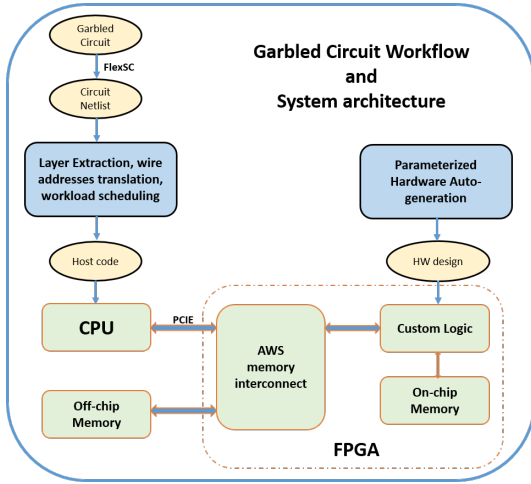 Garbled
Circuit
FlexSC
Circuit
Netlist
Garbled Circuit Workflow
and
System architecture
Layer Extraction, wire
addresses translation,
workload scheduling
Parameterized
Hardware Auto-
generation
Host code
HW design
CPU
PCIE
AWS
memory
interconnect
Custom Logic
Off-chip
Memory
On-chip
Memory
FPGA